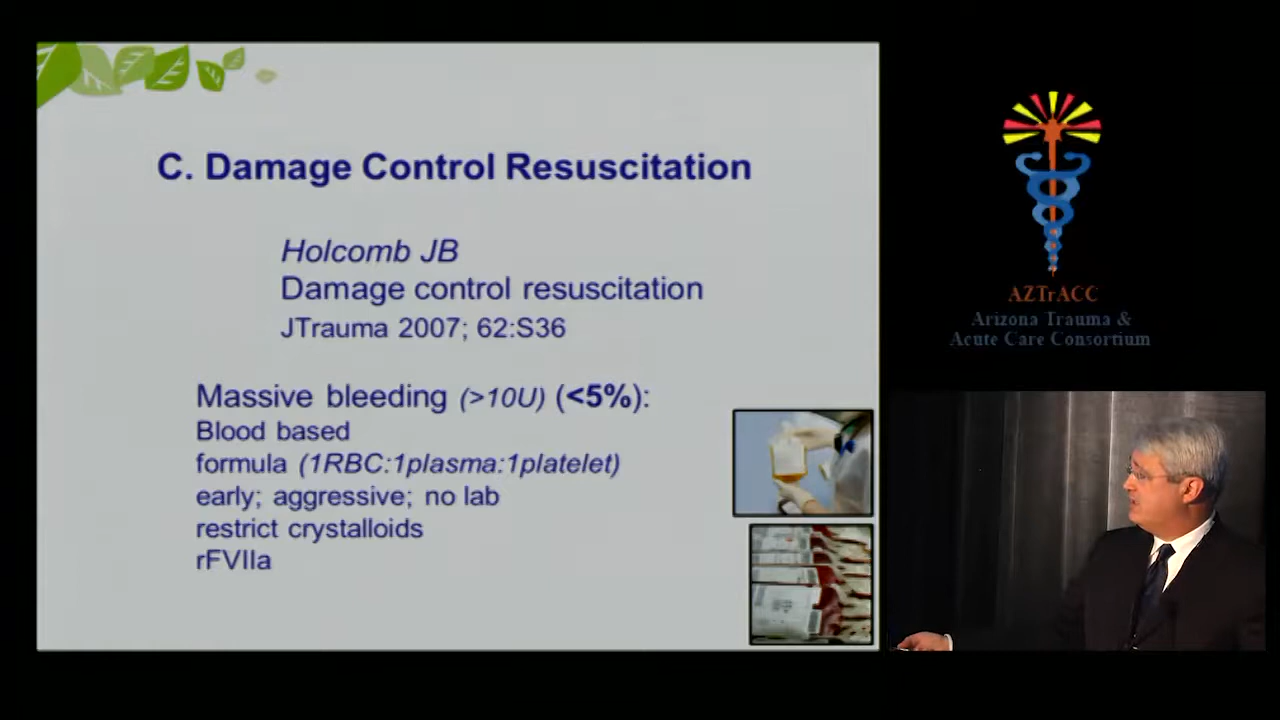 C. Damage Control Resuscitation
Holcomb JB
Damage control resuscitation
JTrauma 2007; 62:S36
Massive bleeding (>10U) (<5%):
Blood based
formula (1RBC:1plasma:1platelet)
early; aggressive; no lab
restrict crystalloids
rFVIIa
AZTrACC
Arizona Trauma &
Acute Care Consortium